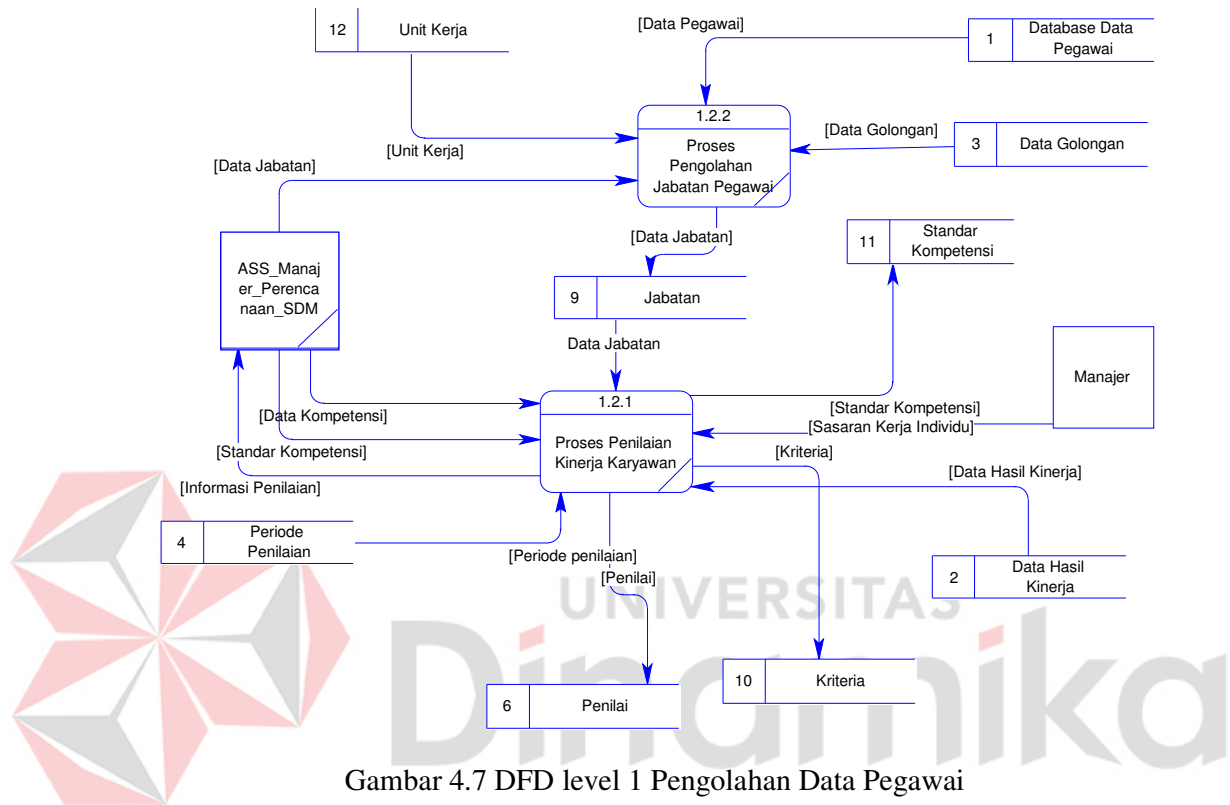 12
Unit Kerja
[Data Pegawai]
1
Database Data
Pegawai
1.2.2
Proses
Pengolahan
Jabatan Pegawai
[Unit Kerja]
[Data Golongan]
3
Data Golongan
[Data Jabatan]
[Data Jabatan]
11
Standar
Kompetensi
ASS_Manaj
er_Perenca
naan_SDM
9
Jabatan
Data Jabatan
Manajer
1.2.1
Proses Penilaian
Kinerja Karyawan
[Data Kompetensi]
[Standar Kompetensi]
[Sasaran Kerja Individu]
[Standar Kompetensi]
[Kriteria]
[Informasi Penilaian]
[Data Hasil Kinerja]
4
Periode
Penilaian
[Periode penilaian]
[Penilai]
2
Data Hasil
Kinerja
UNIVERSITAS
Dinamika
10
Kriteria
6
Penilai
Gambar 4.7 DFD level 1 Pengolahan Data Pegawai